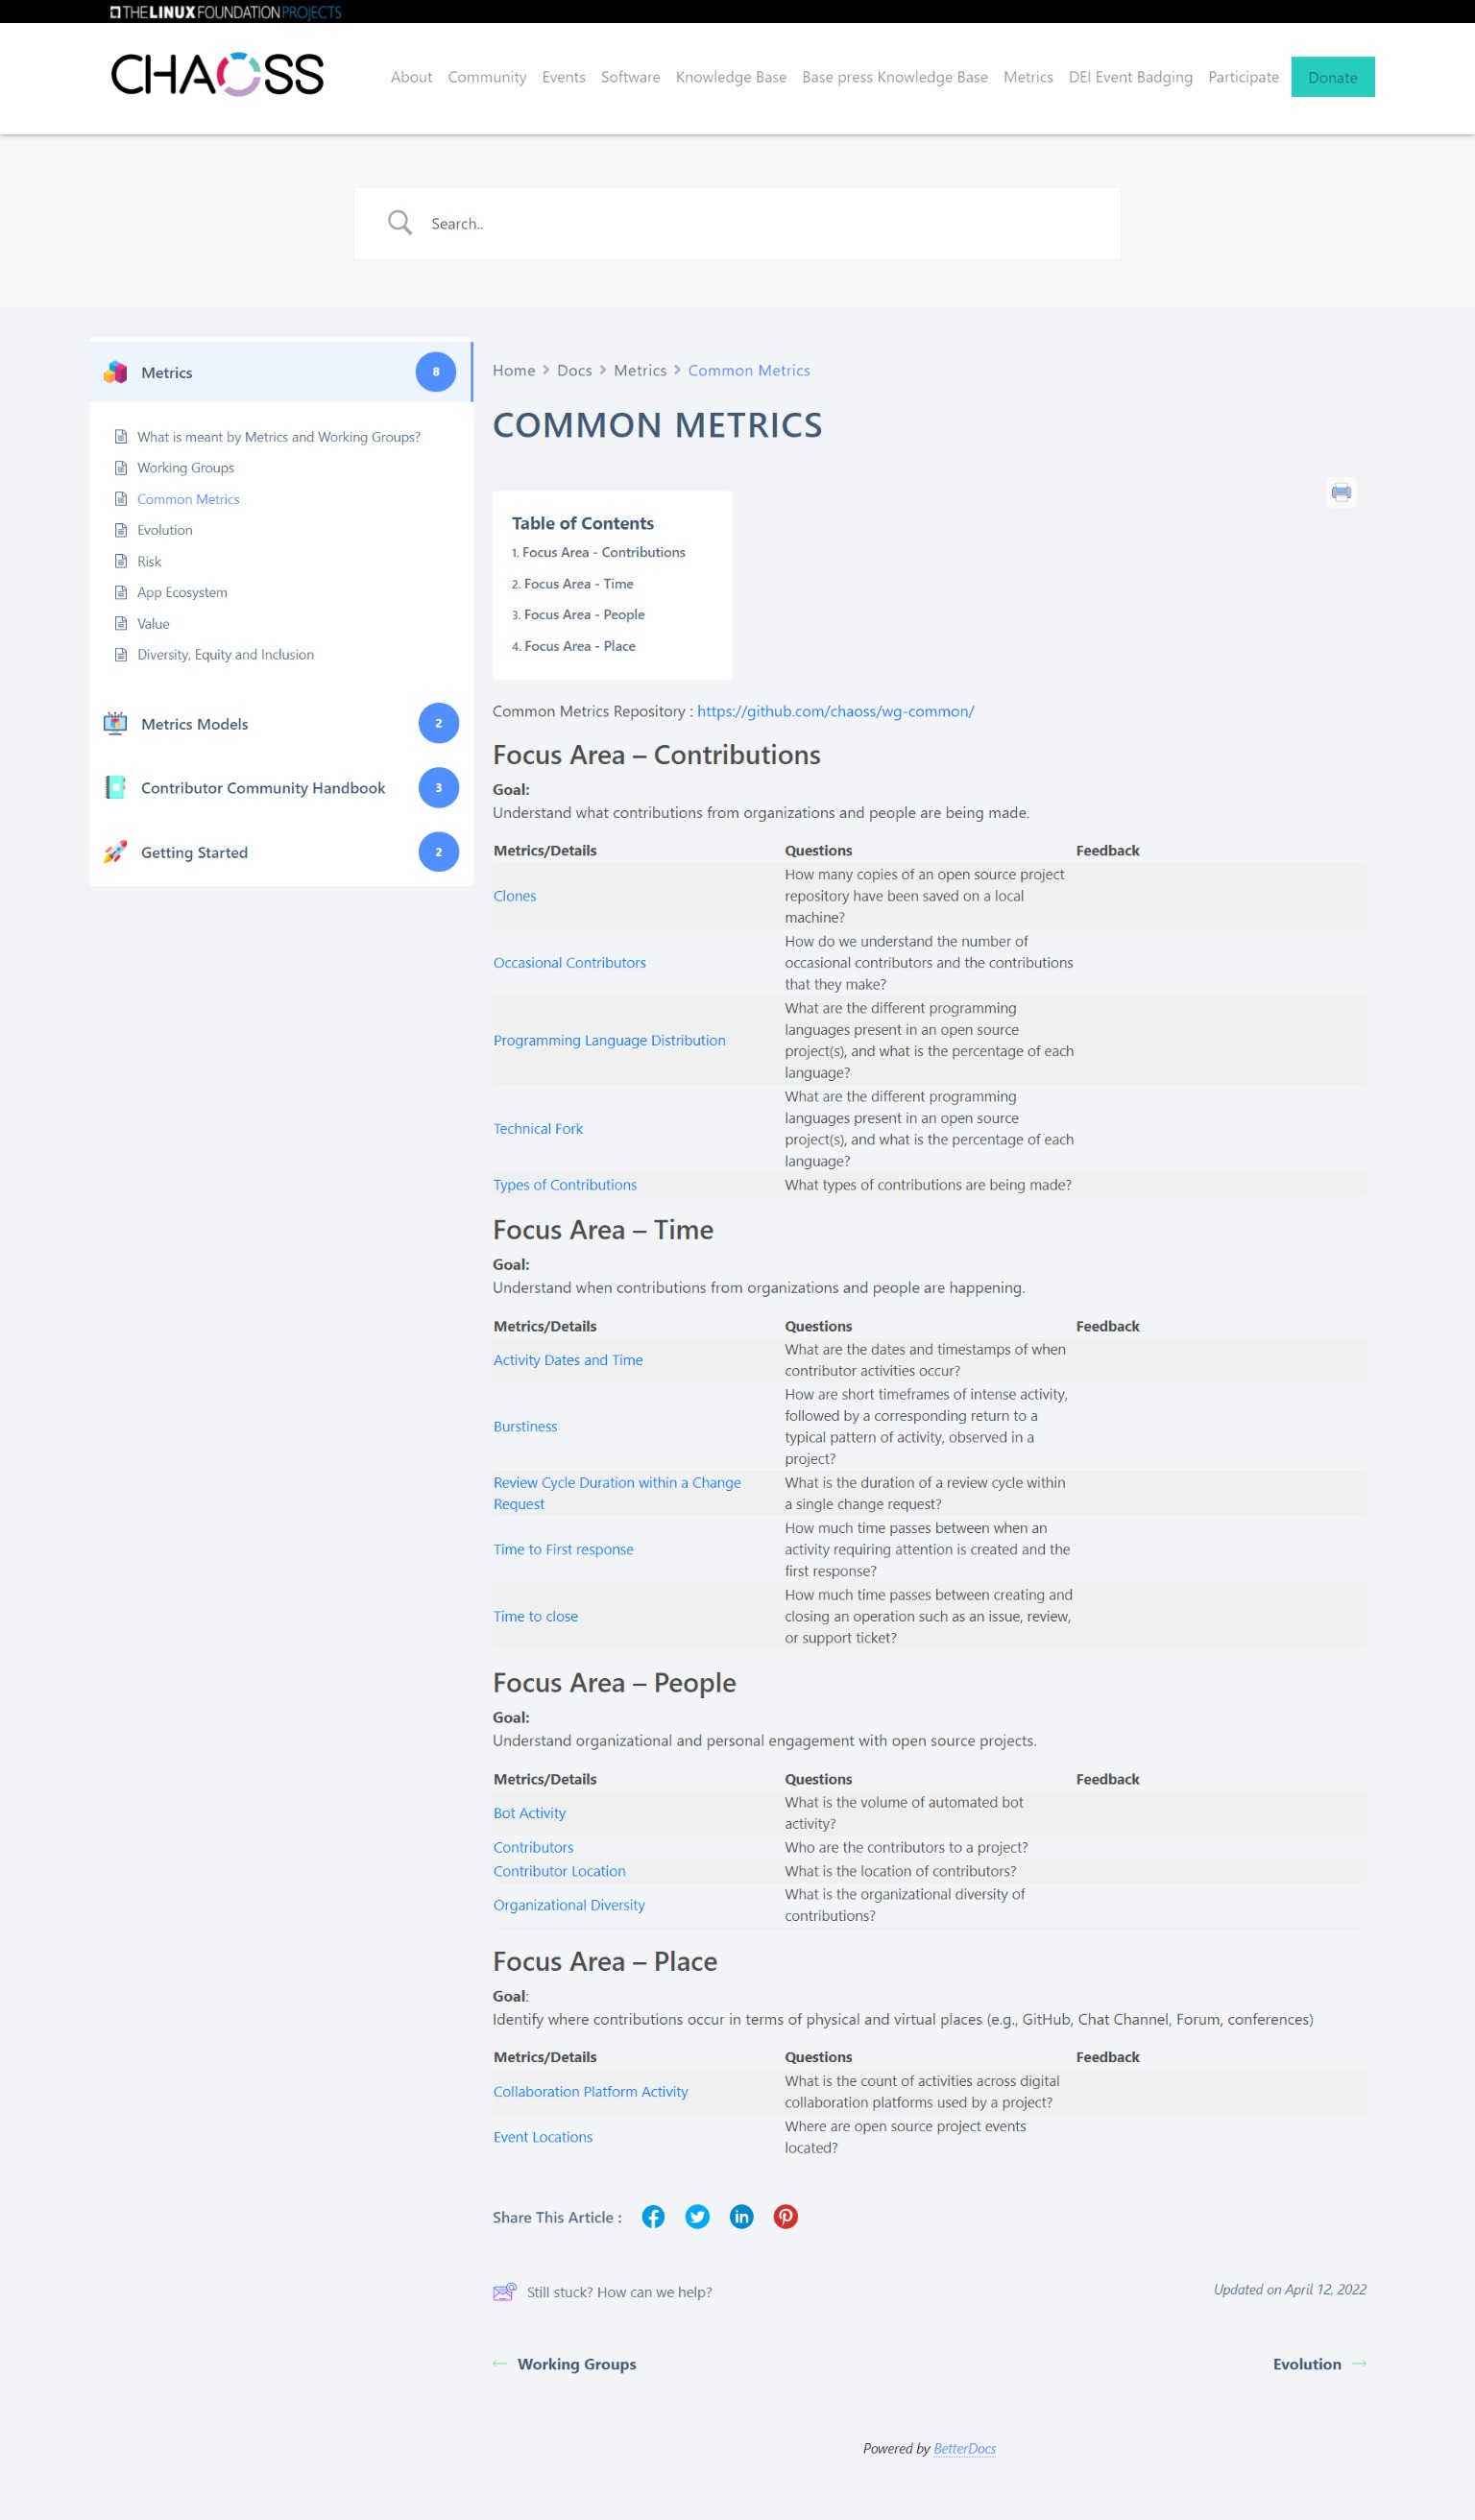 THE LINUX FOUNDATION PROJECTS
CHAOSS
About Community Events Software Knowledge Base Base press Knowledge Base Metrics DEI Event Badging Participate Donate
Search..
Metrics 8
What is meant by Metrics and Working Groups?
Working Groups
Common Metrics
Evolution
Risk
App Ecosystem
Value
Diversity, Equity and Inclusion
Metrics Models 2
Contributor Community Handbook 3
Getting Started 2
Home > Docs > Metrics > Common Metrics
COMMON METRICS
Table of Contents
1. Focus Area - Contributions
2. Focus Area - Time
3. Focus Area - People
4. Focus Area - Place
Common Metrics Repository : https://github.com/chaoss/wg-common/
Focus Area – Contributions
Goal:
Understand what contributions from organizations and people are being made.
Metrics/Details Questions Feedback
Clones
How many copies of an open source project
repository have been saved on a local
machine?
Occasional Contributors
How do we understand the number of
occasional contributors and the contributions
that they make?
Programming Language Distribution
What are the different programming
languages present in an open source
project(s), and what is the percentage of each
language?
Technical Fork
What are the different programming
languages present in an open source
project(s), and what is the percentage of each
language?
Types of Contributions
What types of contributions are being made?
Focus Area – Time
Goal:
Understand when contributions from organizations and people are happening.
Metrics/Details Questions Feedback
Activity Dates and Time
What are the dates and timestamps of when
contributor activities occur?
Burstiness
How are short timeframes of intense activity,
followed by a corresponding return to a
typical pattern of activity, observed in a
project?
Review Cycle Duration within a Change
Request
What is the duration of a review cycle within
a single change request?
Time to First response
How much time passes between when an
activity requiring attention is created and the
first response?
Time to close
How much time passes between creating and
closing an operation such as an issue, review,
or support ticket?
Focus Area – People
Goal:
Understand organizational and personal engagement with open source projects.
Metrics/Details Questions Feedback
Bot Activity
What is the volume of automated bot
activity?
Contributors
Who are the contributors to a project?
Contributor Location
What is the location of contributors?
Organizational Diversity
What is the organizational diversity of
contributions?
Focus Area – Place
Goal:
Identify where contributions occur in terms of physical and virtual places (e.g., GitHub, Chat Channel, Forum, conferences)
Metrics/Details Questions Feedback
Collaboration Platform Activity
What is the count of activities across digital
collaboration platforms used by a project?
Event Locations
Where are open source project events
located?
Share This Article :
Still stuck? How can we help?
Updated on April 12, 2022
← Working Groups
Evolution →
Powered by BetterDocs